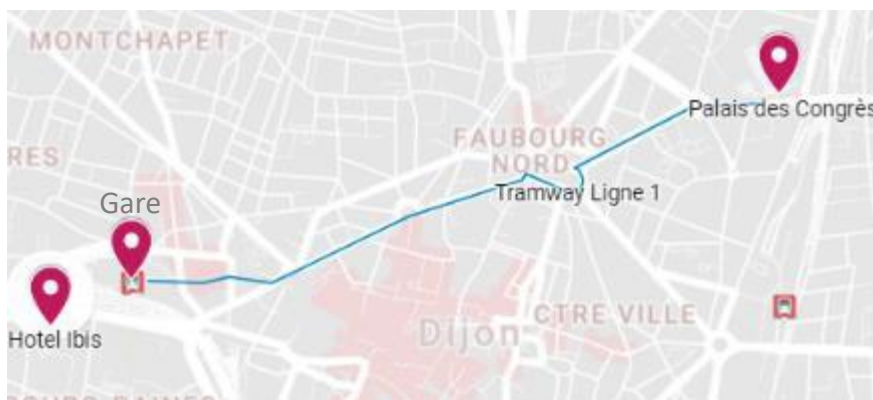 MONTCHAPET
Palais des Congrès
FAUBOURG
NORD
RES
Tramway Ligne 1
Gare
CTRE VILLE
Dijon
Hotel Ibis